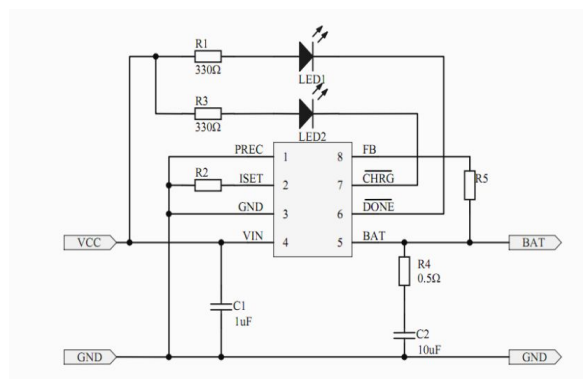 R1
330Ω
LED1
R3
330Ω
LED2
PREC 1 8 FB
R2 ISET 2 7 CHRG R5
GND 3 6 DONE
VCC VIN 4 5 BAT BAT
R4
0.5Ω
C1
1uF
C2
10uF
GND GND